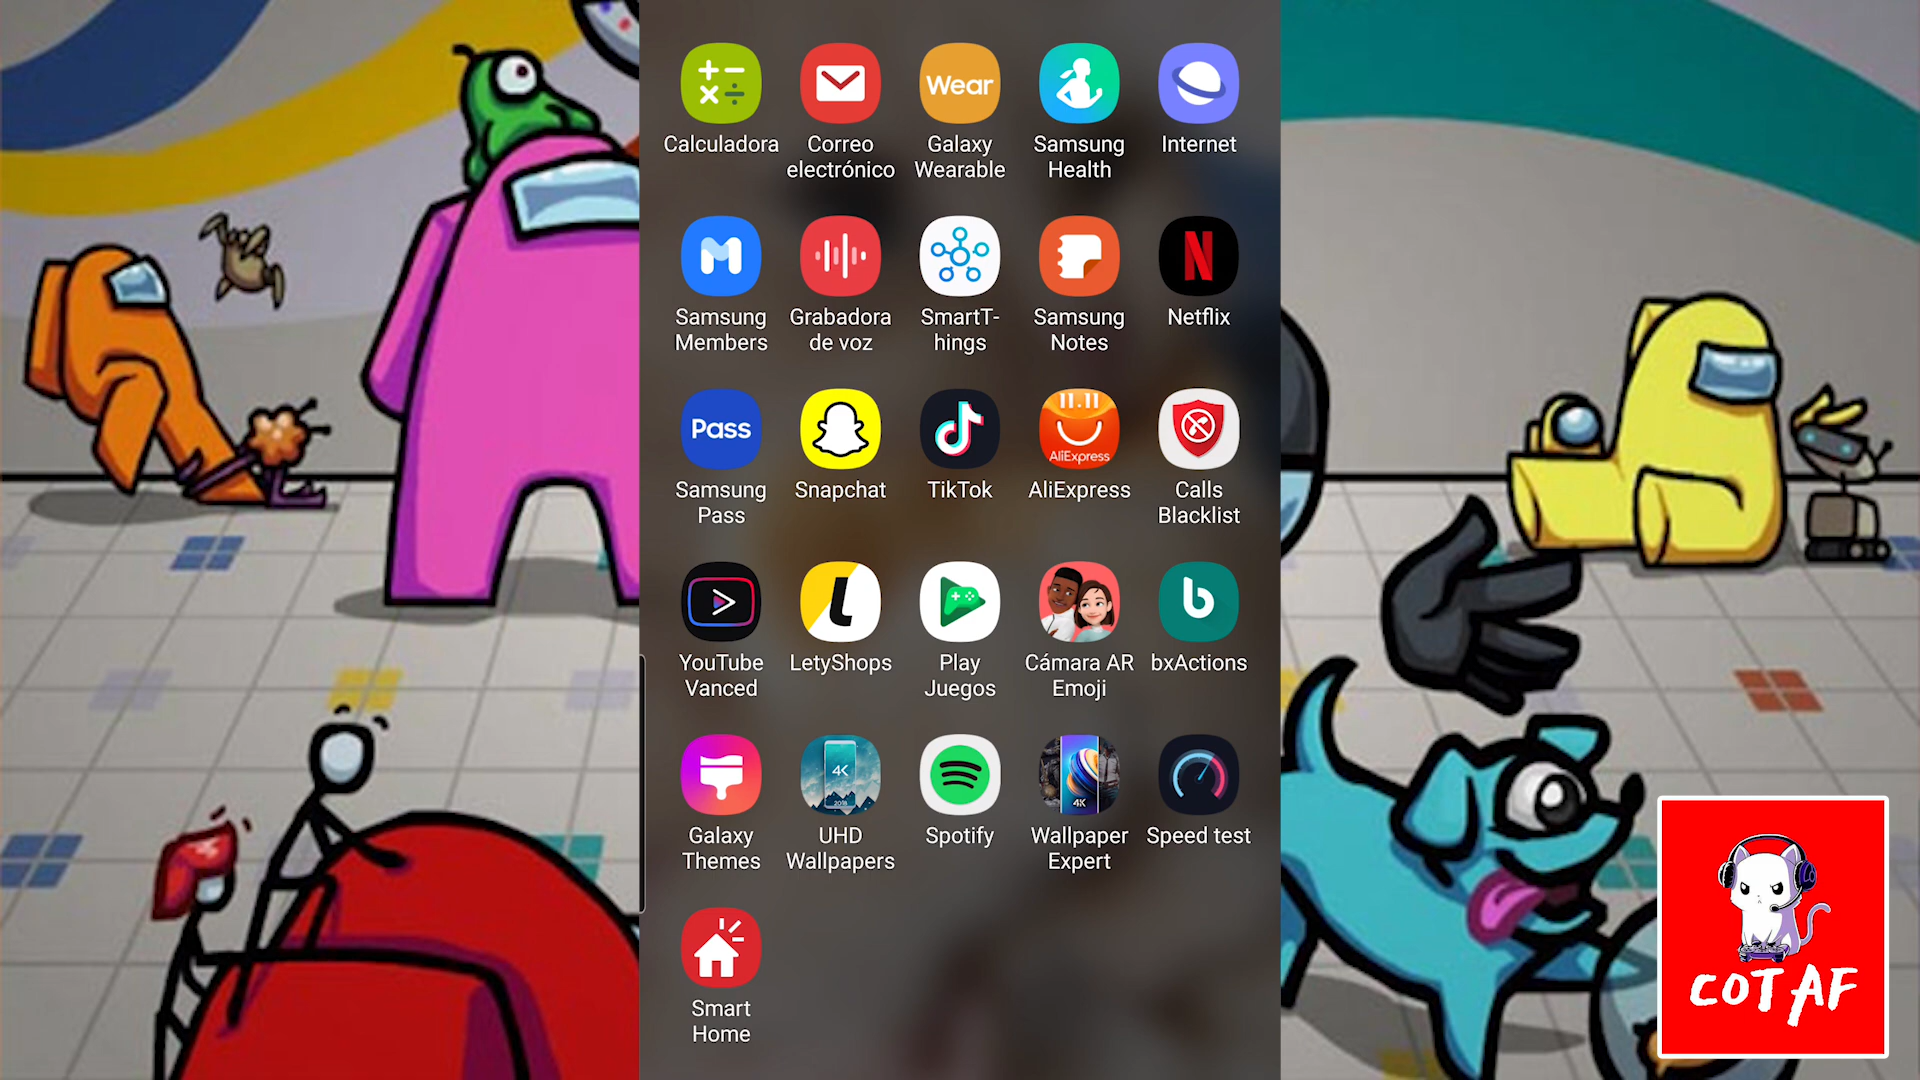 Wear
Calculadora
Correo
electrónico
Galaxy
Wearable
Samsung
Health
Internet
Samsung
Members
Grabadora
de voz
SmartT-
hings
Samsung
Notes
Netflix
Pass
11.11
AliExpress
Samsung
Pass
Snapchat
TikTok
AliExpress
Calls
Blacklist
YouTube
Vanced
LetyShops
Play
Juegos
Cámara AR
Emoji
bxActions
4K
2018
4K
Galaxy
Themes
UHD
Wallpapers
Spotify
Wallpaper
Expert
Speed test
Smart
Home
COTAF